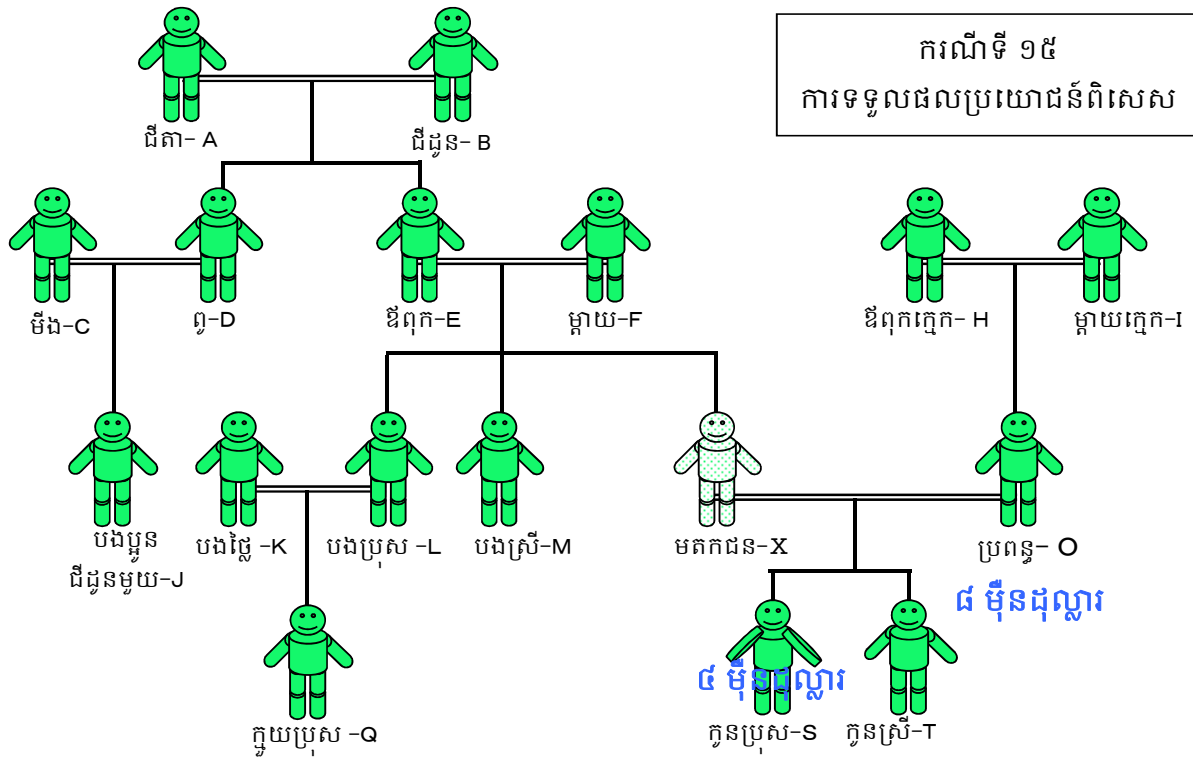 ករណីទី ១៥
ការទទួលផលប្រយោជន៍ពិសេស
ជីតា- A
ជីដូន- B
មីង-C
ពូ-D
ឪពុក-E
ម្តាយ-F
ឪពុកក្មេក- H
ម្តាយក្មេក-I
បងប្អូន
ជីដូនមួយ-J
បងថ្លៃ -K
បងប្រុស -L
បងស្រី-M
មតកជន-X
ប្រពន្ធ- O
៨ ម៉ឺនដុល្លារ
៤ ម៉ឺនដុល្លារ
ក្មួយប្រុស -Q
កូនប្រុស-S
កូនស្រី-T